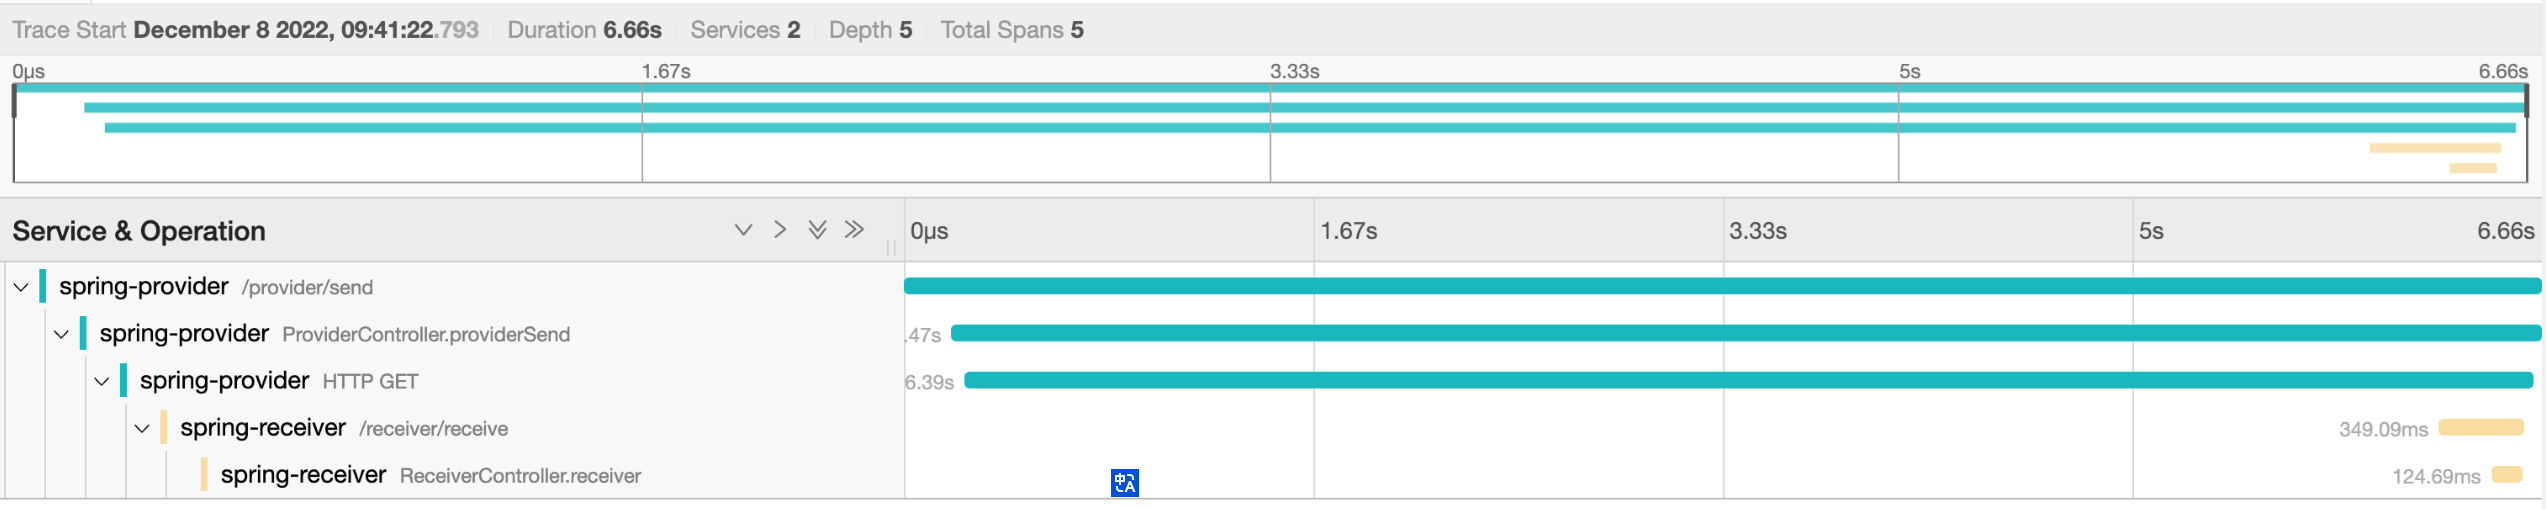 Trace Start December 8 2022, 09:41:22.793 Duration 6.66s Services 2 Depth 5 Total Spans 5
0μs 1.67s 3.33s 5s 6.66s
Service & Operation 0μs 1.67s 3.33s 5s 6.66s
spring-provider /provider/send
spring-provider ProviderController.providerSend .47s
spring-provider HTTP GET 6.39s
spring-receiver /receiver/receive 349.09ms
spring-receiver ReceiverController.receiver 中A 124.69ms